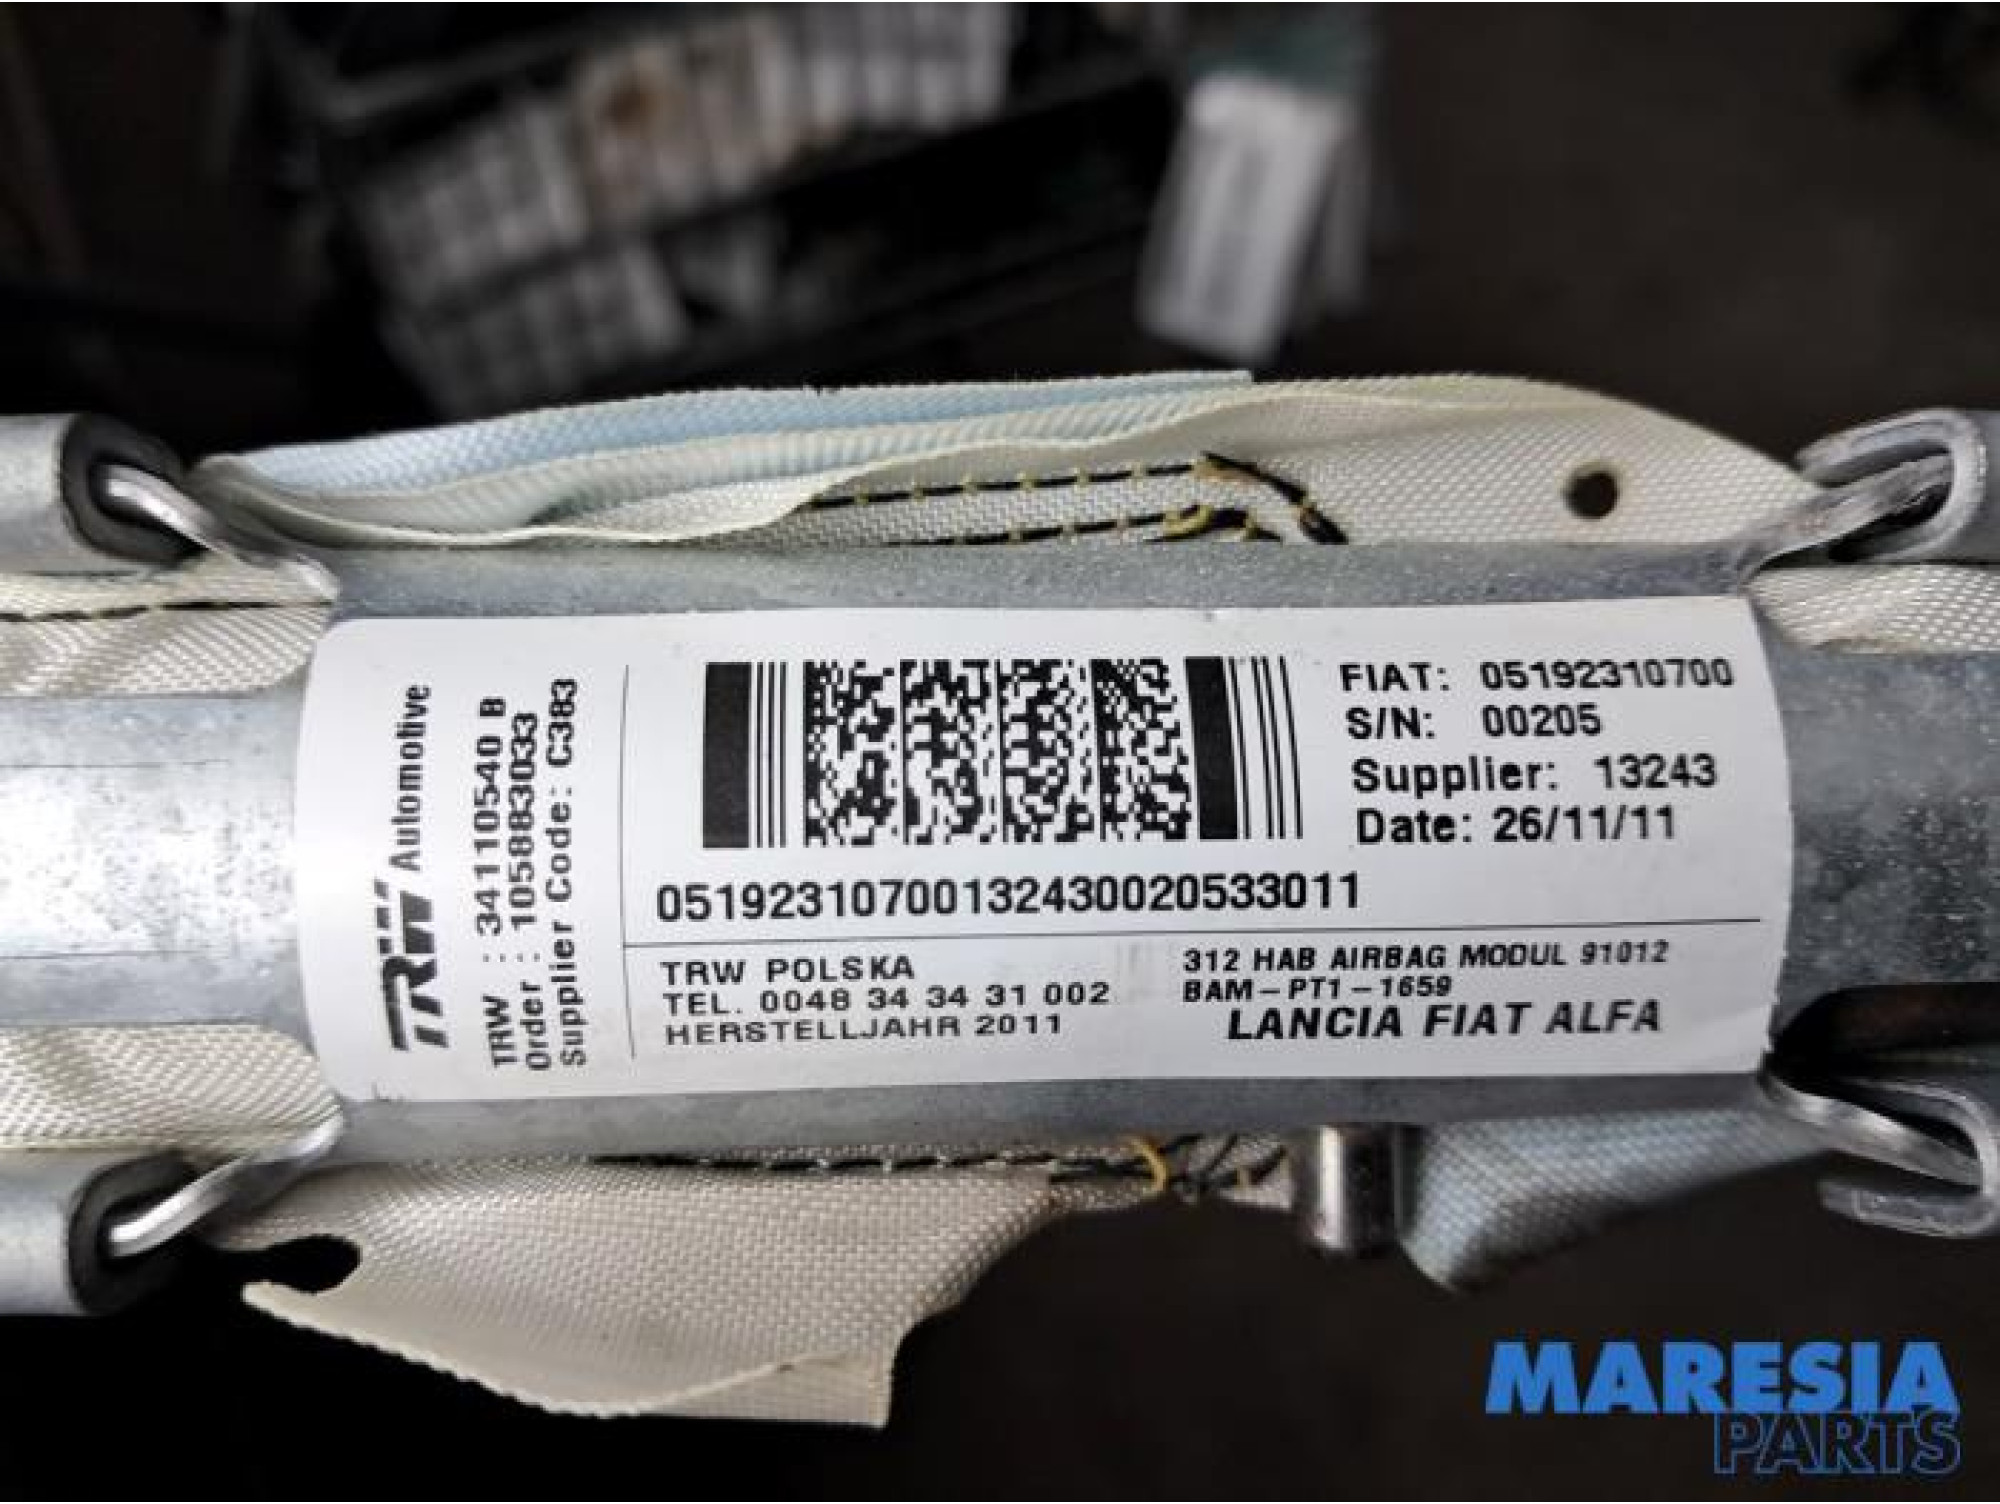 TRW Automotive
TRW : 34110540 B
Order : 1058883033
Supplier Code: C383
FIAT: 05192310700
S/N: 00205
Supplier: 13243
Date: 26/11/11
05192310700132430020533011
TRW POLSKA
TEL. 0048 34 34 31 002
HERSTELLJAHR 2011
312 HAB AIRBAG MODUL 91012
BAM-PT1-1659
LANCIA FIAT ALFA
MARESIA
PARTS